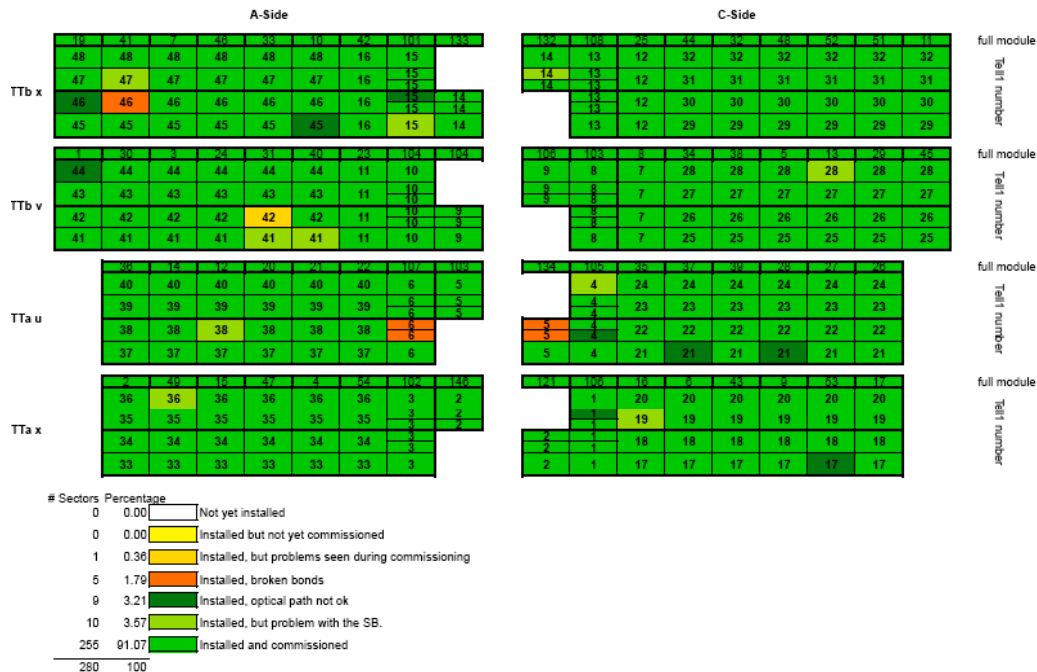 A-Side C-Side
19 41 7 46 33 10 42 101 133 132 108 25 44 32 48 52 51 11 full module
48 48 48 48 48 48 16 15 14 13 12 32 32 32 32 32 32
15 14 13
47 47 47 47 47 47 16 12 31 31 31 31 31 31
15 14 13
TTb x Tell1 number
15 14 13
46 46 46 46 46 46 16 12 30 30 30 30 30 30
15 14 13
45 45 45 45 45 45 16 15 14 13 12 29 29 29 29 29 29
1 30 3 24 31 40 23 104 104 106 103 8 34 38 5 13 29 45 full module
44 44 44 44 44 44 11 10 9 8 7 28 28 28 28 28 28
10 9 8
43 43 43 43 43 43 11 7 27 27 27 27 27 27
10 9 8
TTb v Tell1 number
10 9 8
42 42 42 42 42 42 11 7 26 26 26 26 26 26
10 9 8
41 41 41 41 41 41 11 10 9 8 7 25 25 25 25 25 25
36 14 12 20 21 22 107 103 134 105 35 37 39 28 27 26 full module
40 40 40 40 40 40 6 5 4 24 24 24 24 24 24
6 5 4
39 39 39 39 39 39 23 23 23 23 23 23
6 5 4
TTa u Tell1 number
6 5 4
38 38 38 38 38 38 22 22 22 22 22 22
6 5 4
37 37 37 37 37 37 6 5 4 21 21 21 21 21 21
2 49 15 47 4 54 102 146 121 106 16 6 43 9 53 17 full module
36 36 36 36 36 36 3 2 1 20 20 20 20 20 20
3 2 1
35 35 35 35 35 35 19 19 19 19 19 19
3 2 1
TTa x Tell1 number
3 2 1
34 34 34 34 34 34 18 18 18 18 18 18
3 2 1
33 33 33 33 33 33 3 2 1 17 17 17 17 17 17
# Sectors Percentage
0 0.00 Not yet installed
0 0.00 Installed but not yet commissioned
1 0.36 Installed, but problems seen during commissioning
5 1.79 Installed, broken bonds
9 3.21 Installed, optical path not ok
10 3.57 Installed, but problem with the SB.
255 91.07 Installed and commissioned
280 100